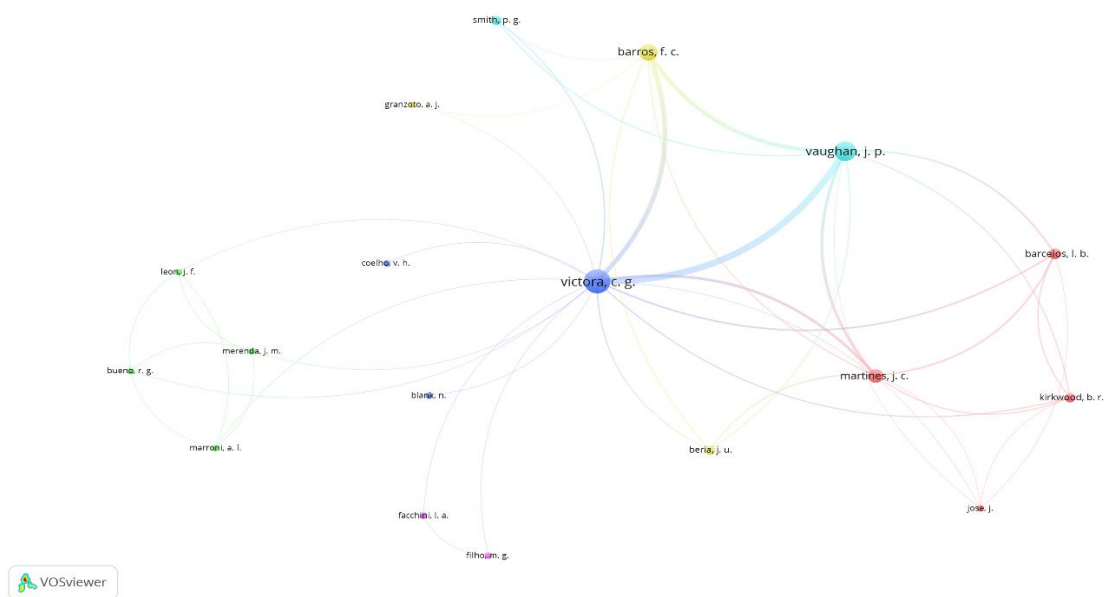 smith, p. g.
barros, f. c.
granzoto, a. j.
vaughan, j. p.
barcelos, l. b.
coelho, v. h.
leon, j. f.
victora, c. g.
merenda, j. m.
bueno, r. g.
martines, j. c.
blank, n.
kirkwood, b. r.
marroni, a. l.
beria, j. u.
jose, j.
facchini, l. a.
filho, m. g.
VOSviewer